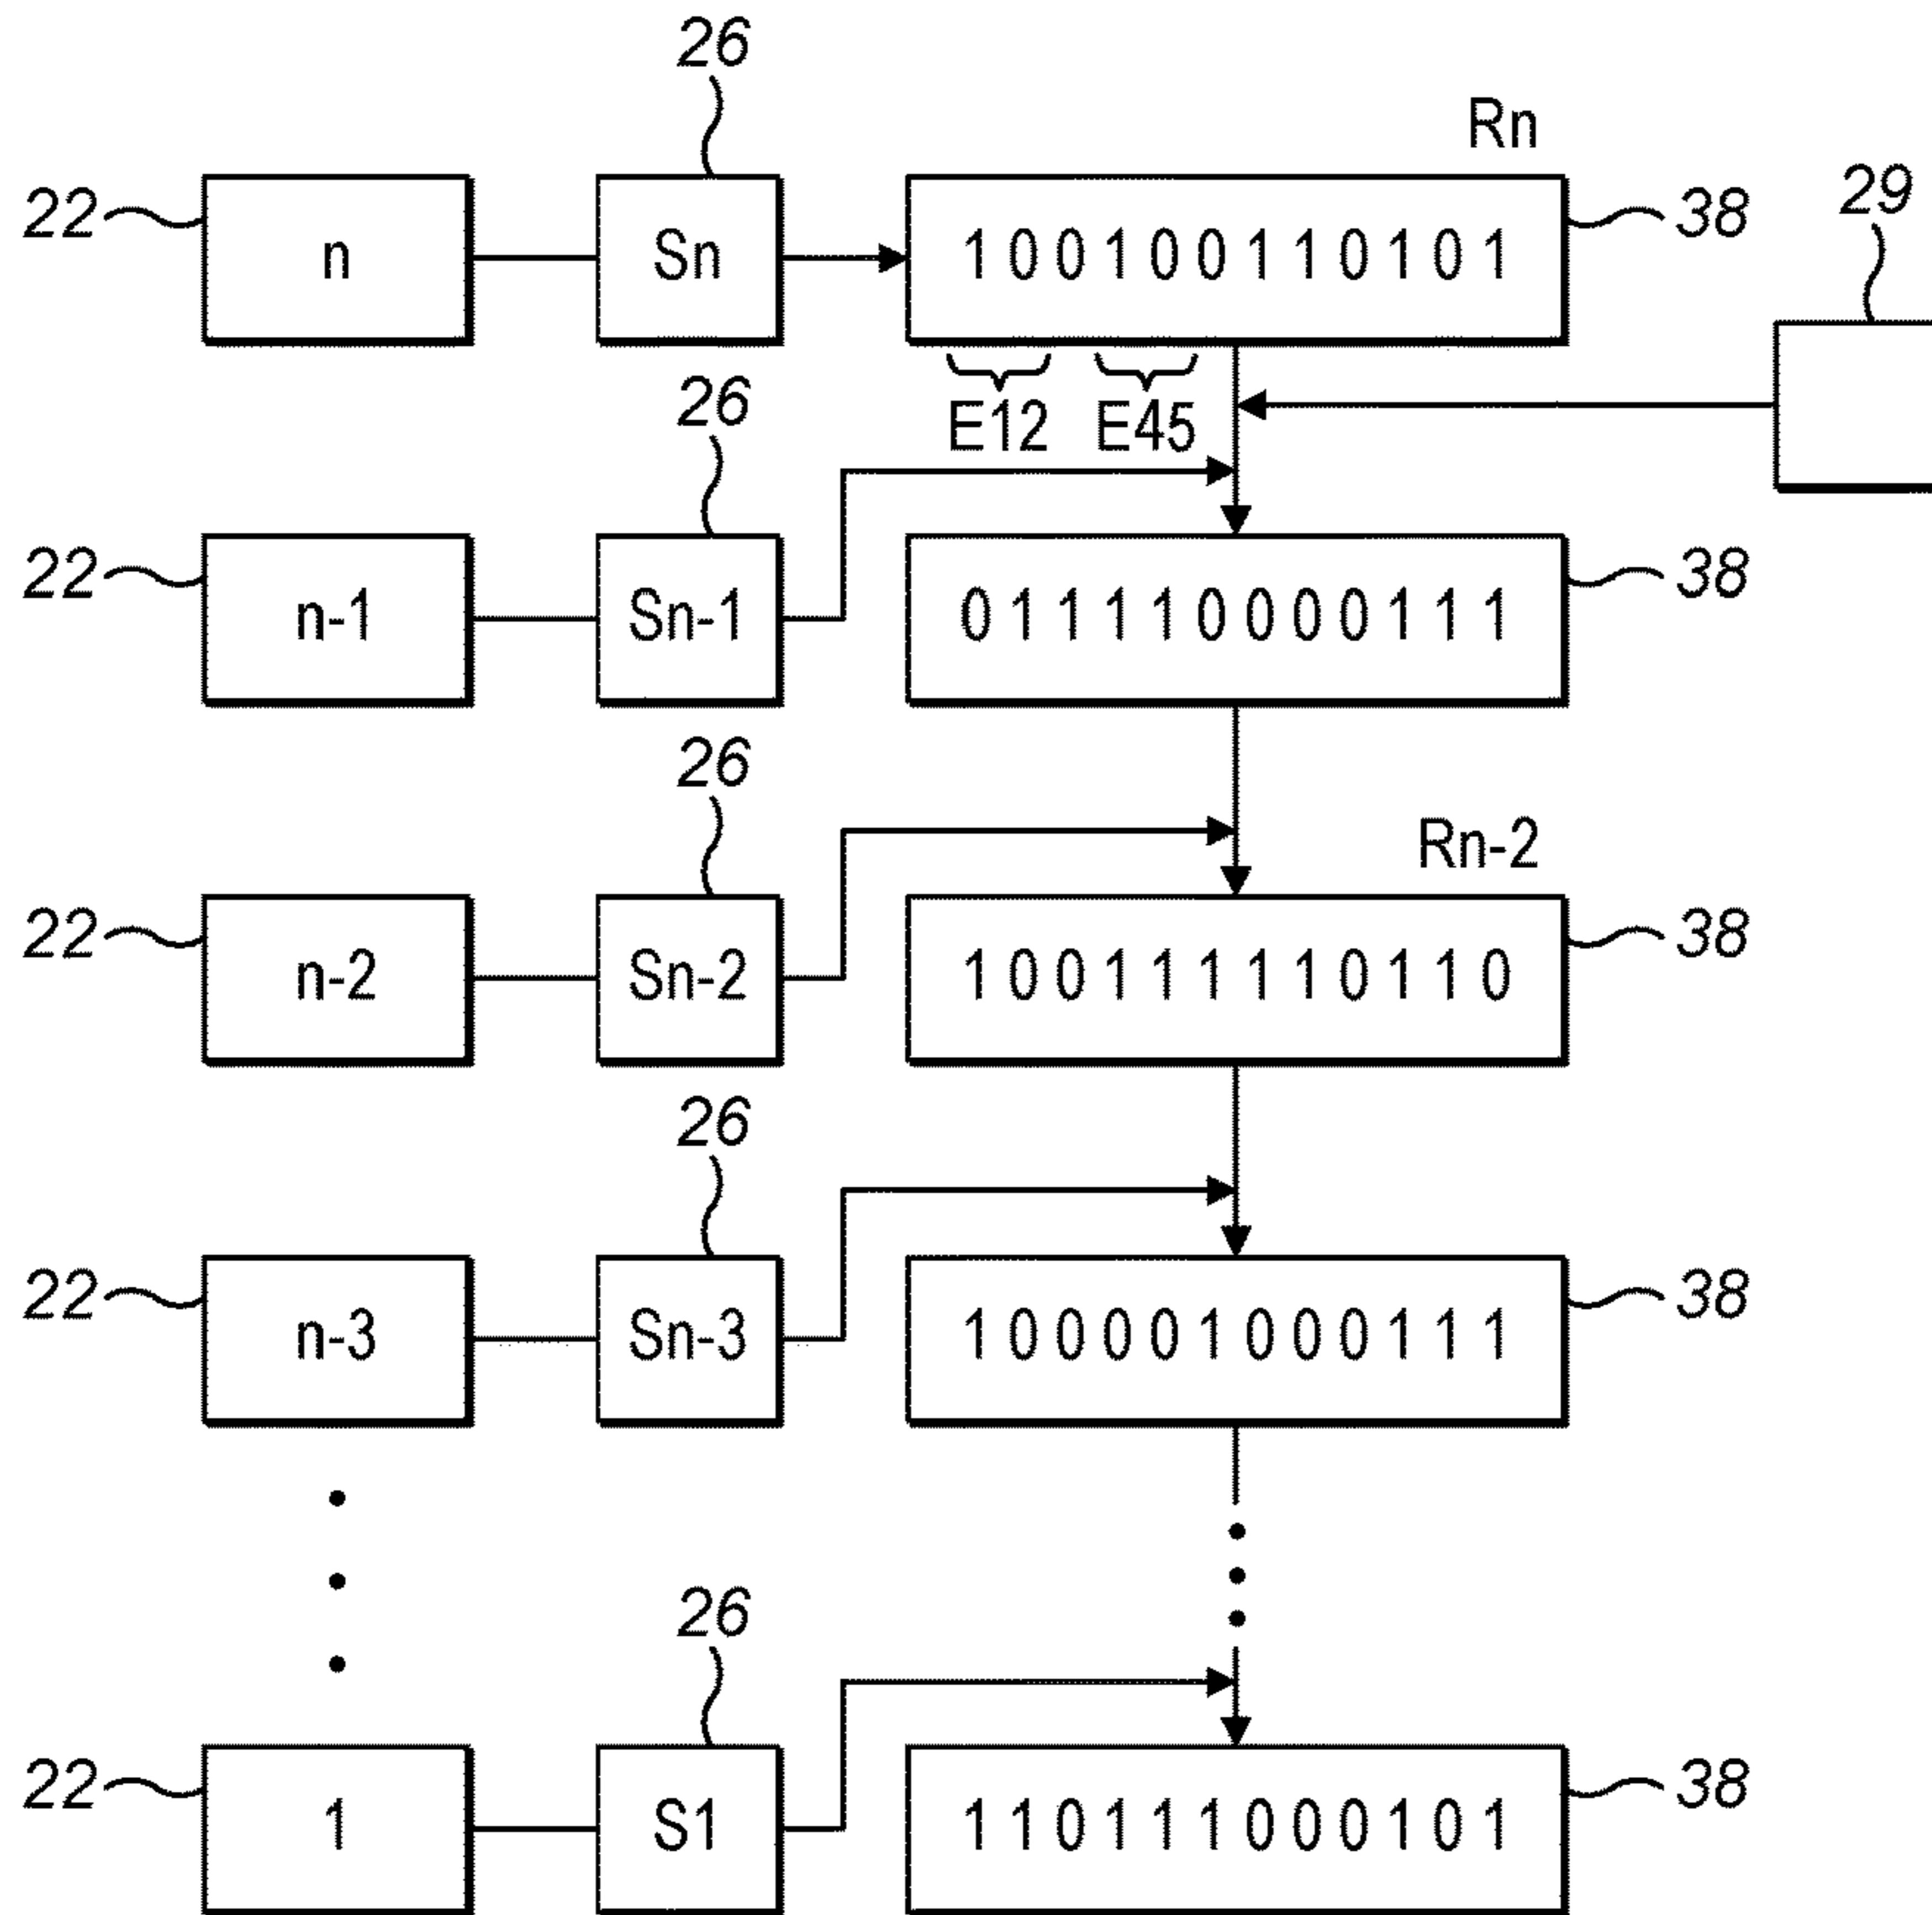 26
Rn
22 n Sn 1 0 0 1 0 0 1 1 0 1 0 1 38 29
26 E12 E45
22 n-1 Sn-1 0 1 1 1 1 0 0 0 0 1 1 1 38
26
Rn-2
22 n-2 Sn-2 1 0 0 1 1 1 1 1 0 1 1 0 38
26
22 n-3 Sn-3 1 0 0 0 0 1 0 0 0 1 1 1 38
26
22 1 S1 1 1 0 1 1 1 0 0 0 1 0 1 38